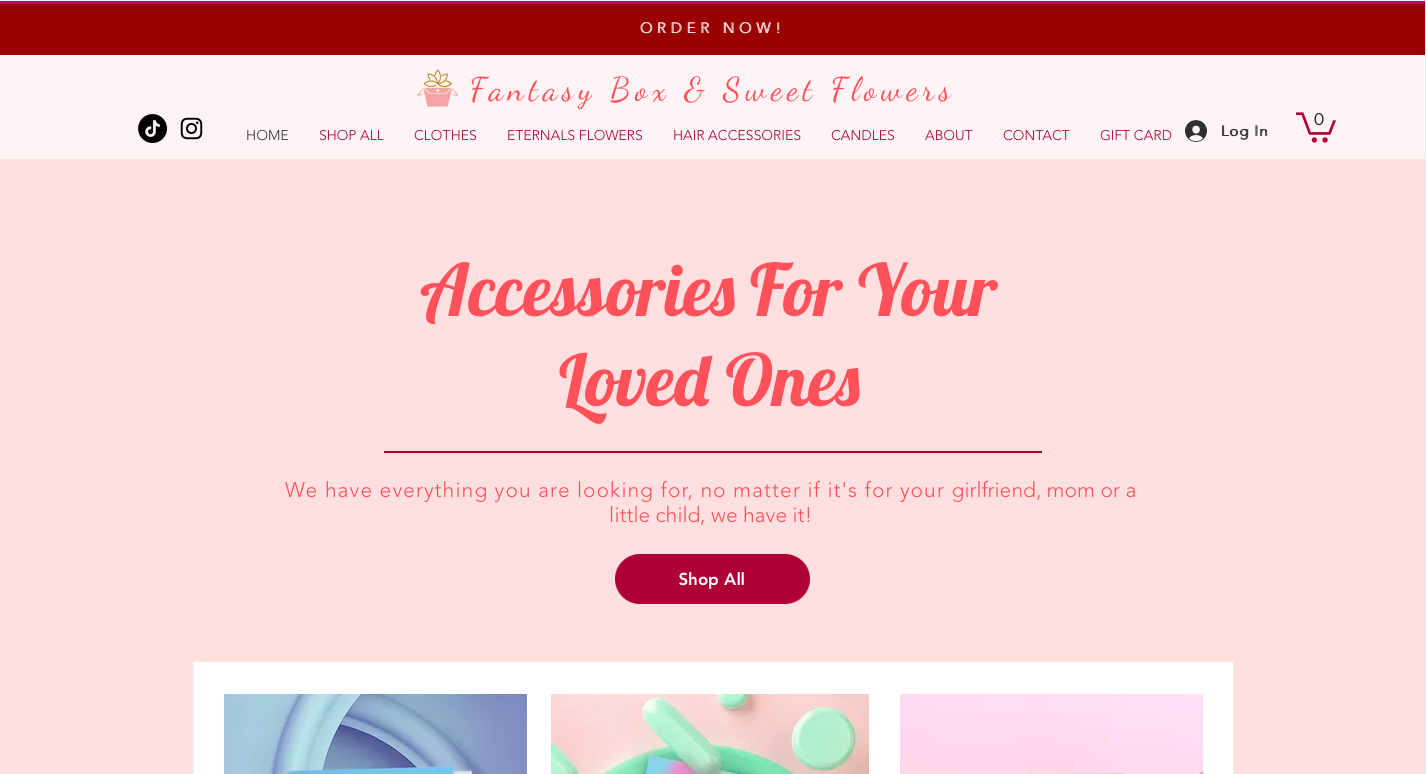 ORDER NOW!
Fantasy Box & Sweet Flowers
HOME SHOP ALL CLOTHES ETERNALS FLOWERS HAIR ACCESSORIES CANDLES ABOUT CONTACT GIFT CARD Log In 0
Accessories For Your
Loved Ones
We have everything you are looking for, no matter if it's for your girlfriend, mom or a
little child, we have it!
Shop All